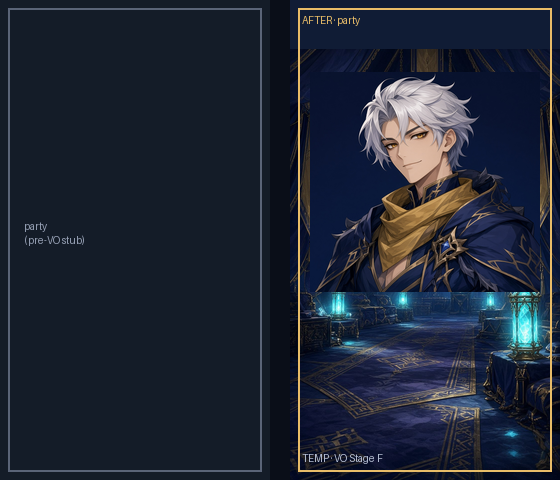 party
(pre-VO stub)
AFTER · party
TEMP · VO Stage F